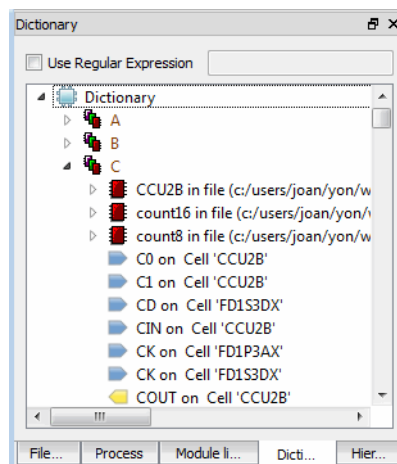 Dictionary
Use Regular Expression
Dictionary
A
B
C
CCU2B in file (c:/users/joan/yon/w
count16 in file (c:/users/joan/yon/
count8 in file (c:/users/joan/yon/w
C0 on Cell 'CCU2B'
C1 on Cell 'CCU2B'
CD on Cell 'FD1S3DX'
CIN on Cell 'CCU2B'
CK on Cell 'FD1P3AX'
CK on Cell 'FD1S3DX'
COUT on Cell 'CCU2B'
File... Process Module li... Dicti... Hier...